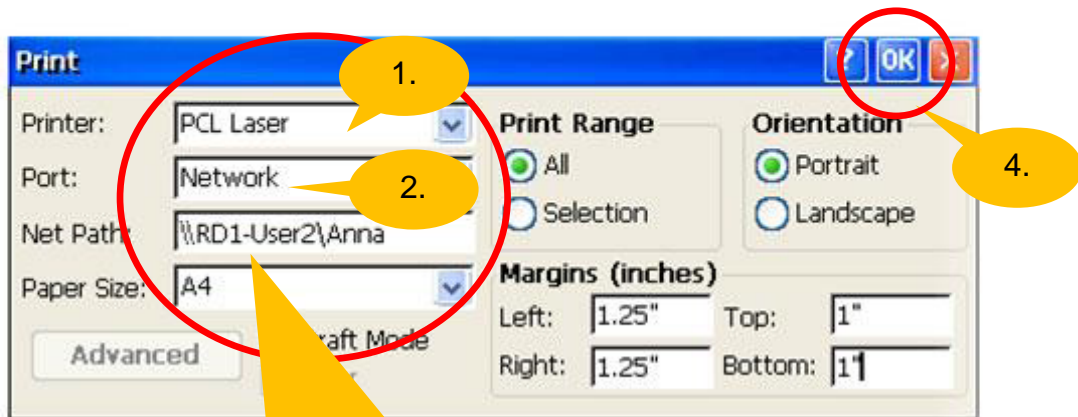 Print
? OK
Printer: PCL Laser
Port: Network
Net Path: \\RD1-User2\Anna
Paper Size: A4
Advanced
Mode
Print Range
All
Selection
Orientation
Portrait
Landscape
Margins (inches)
Left: 1.25" Top: 1"
Right: 1.25" Bottom: 1"
1.
2.
4.